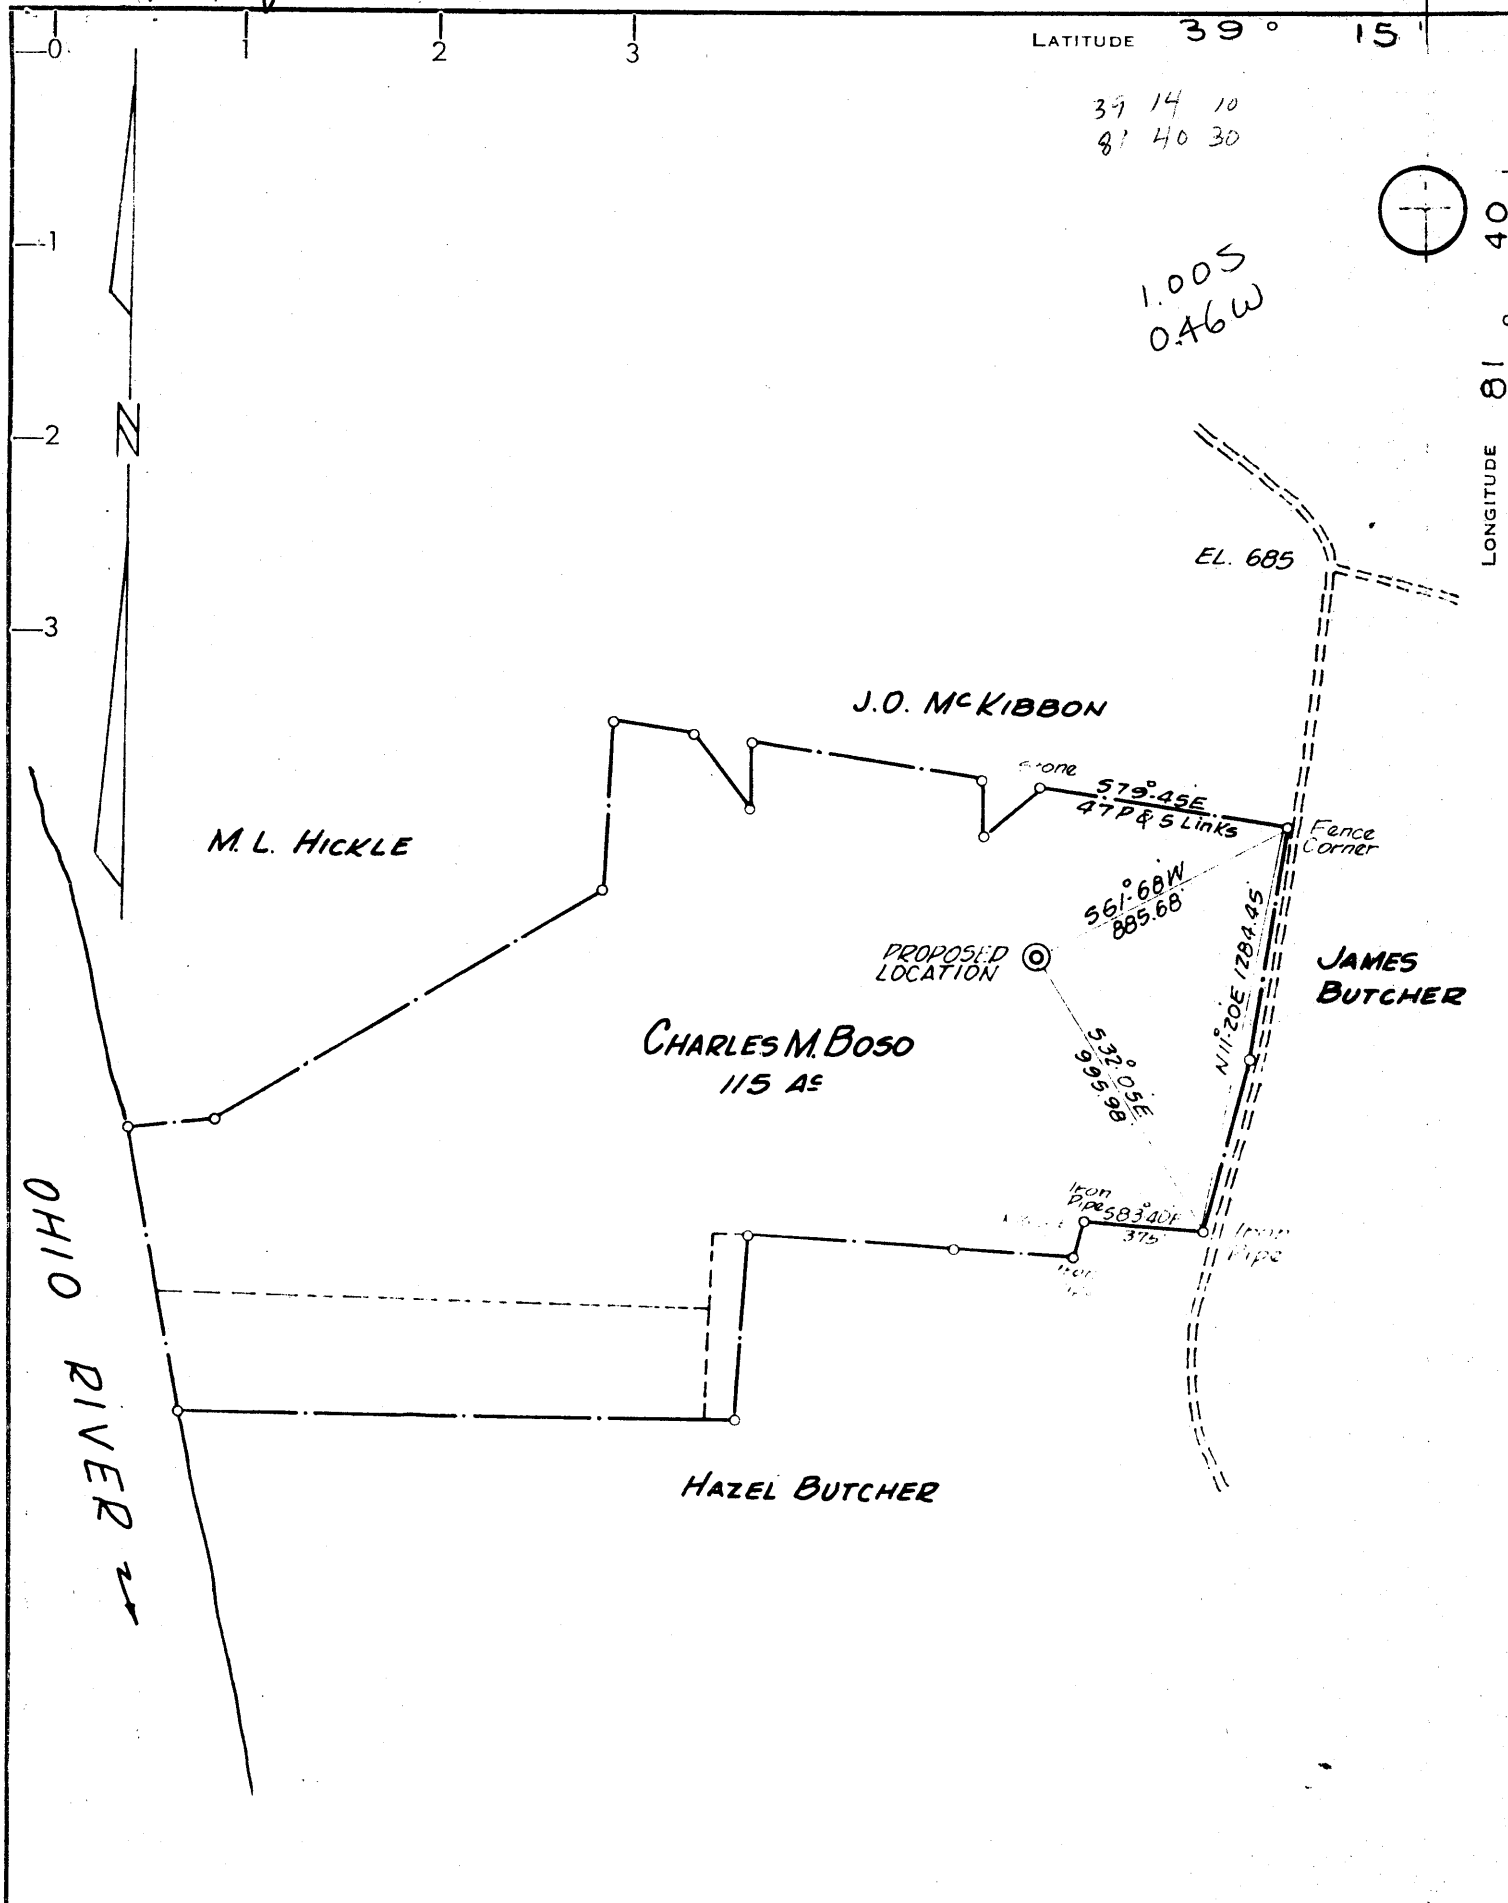 0
1
2
3
LATITUDE 39° 15'
39 14 10
81 40 30
1
LONGITUDE 81° 40'
1.00S
0.46W
N
2
EL. 685
3
J.O. McKIBBON
S79°-45E
47P & 5 Links
M. L. HICKLE
Fence
Corner
S61°-68W
885.68'
N11°-20E 1284.45
PROPOSED
LOCATION
JAMES
BUTCHER
CHARLES M. BOSO
115 Ac
S32°-05E
995.98
Iron
Pipe
S83°40E
375'
Iron
Pipe
Iron
OHIO RIVER
HAZEL BUTCHER